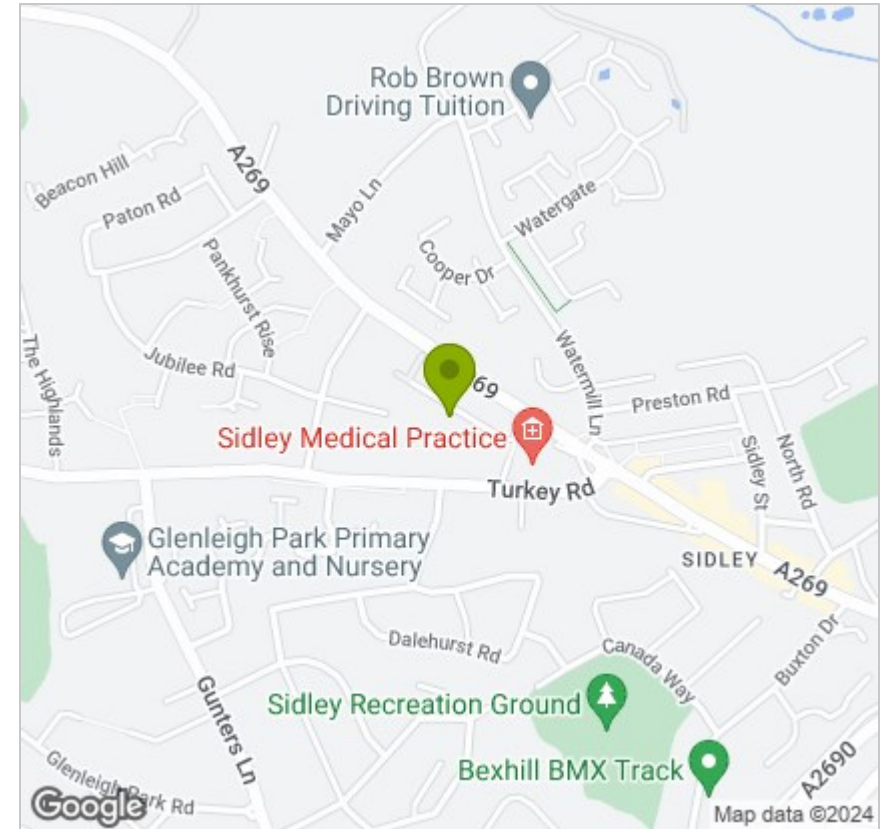 Rob Brown
Driving Tuition
A269
Beacon Hill
Mayo Ln
Paton Rd
Watergate
Cooper Dr
Pankhurst Rise
The Highlands
Jubilee Rd
Watermill Ln
69
Preston Rd
Sidley Medical Practice
Sidley St
North Rd
Turkey Rd
Glenleigh Park Primary
Academy and Nursery
SIDLEY
A269
Dalehurst Rd
Canada Way
Buxton Dr
Gunters Ln
Sidley Recreation Ground
Bexhill BMX Track
A2690
Glenleigh Park Rd
Google
Map data ©2024